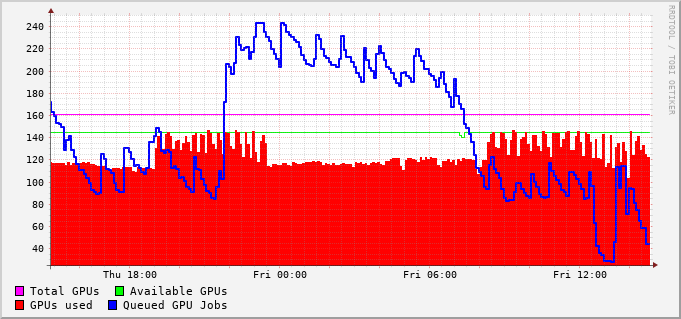 RRDTOOL / TOBI OETIKER
240
220
200
180
160
140
120
100
80
60
40
Thu 18:00 Fri 00:00 Fri 06:00 Fri 12:00
Total GPUs Available GPUs
GPUs used Queued GPU Jobs